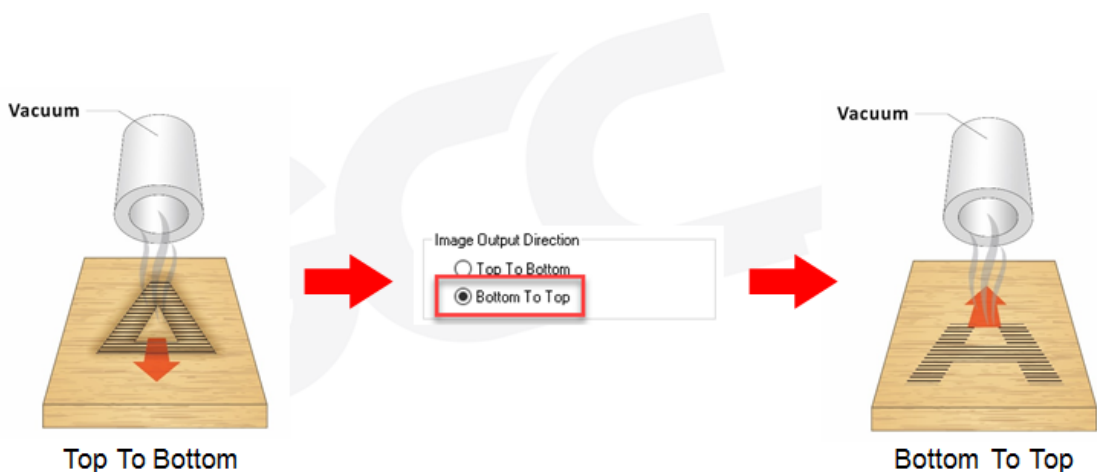 Vacuum
Vacuum
Image Output Direction
Top To Bottom
Bottom To Top
Top To Bottom
Bottom To Top